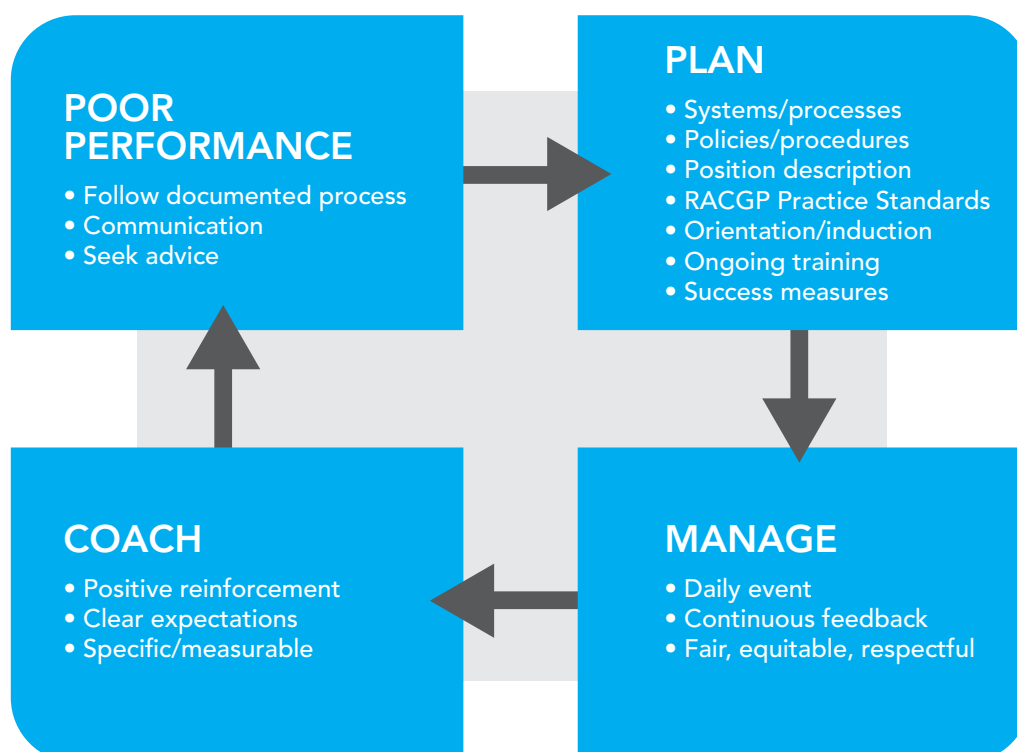 POOR
PERFORMANCE
• Follow documented process
• Communication
• Seek advice
PLAN
• Systems/processes
• Policies/procedures
• Position description
• RACGP Practice Standards
• Orientation/induction
• Ongoing training
• Success measures
COACH
• Positive reinforcement
• Clear expectations
• Specific/measurable
MANAGE
• Daily event
• Continuous feedback
• Fair, equitable, respectful